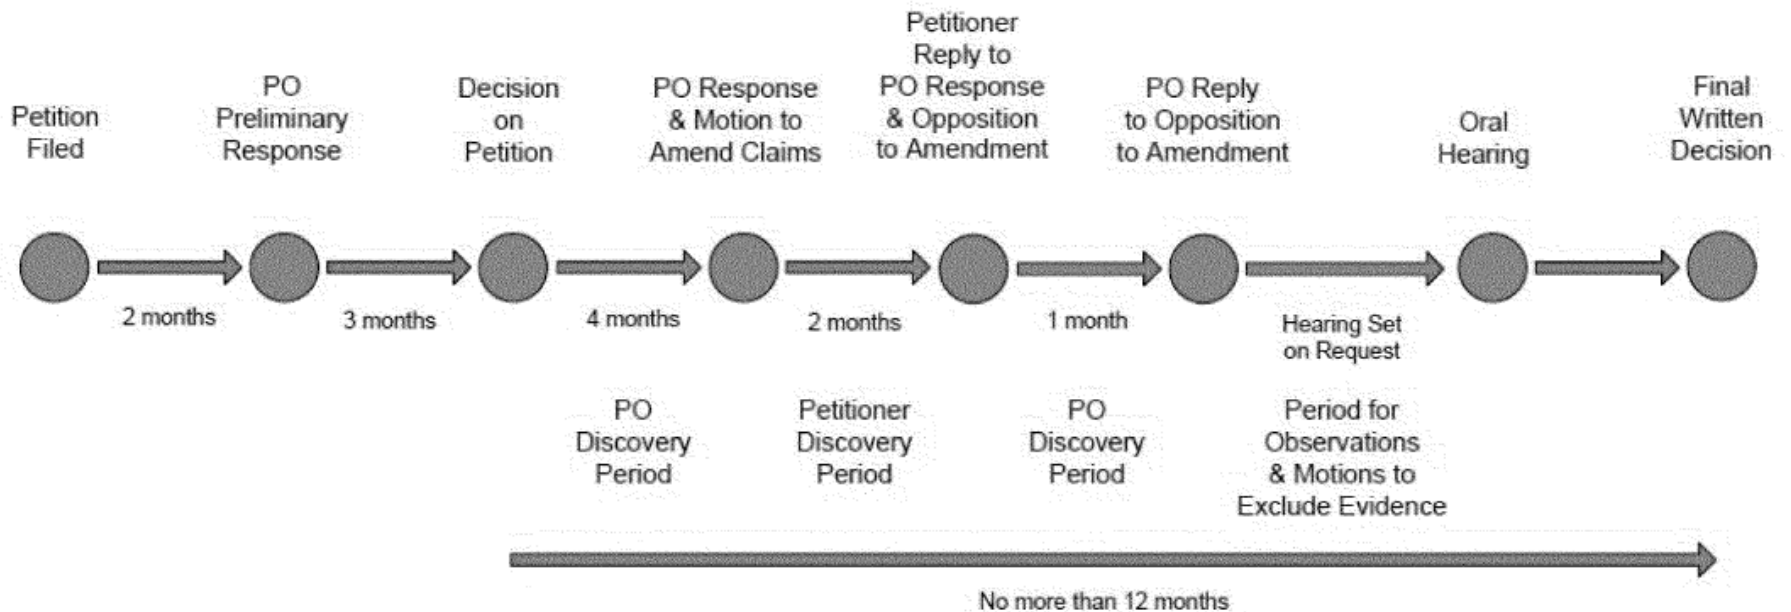 Petition
Filed
PO
Preliminary
Response
Decision
on
Petition
PO Response
& Motion to
Amend Claims
Petitioner
Reply to
PO Response
& Opposition
to Amendment
PO Reply
to Opposition
to Amendment
Oral
Hearing
Final
Written
Decision
2 months
3 months
4 months
2 months
1 month
Hearing Set
on Request
PO
Discovery
Period
Petitioner
Discovery
Period
PO
Discovery
Period
Period for
Observations
& Motions to
Exclude Evidence
No more than 12 months